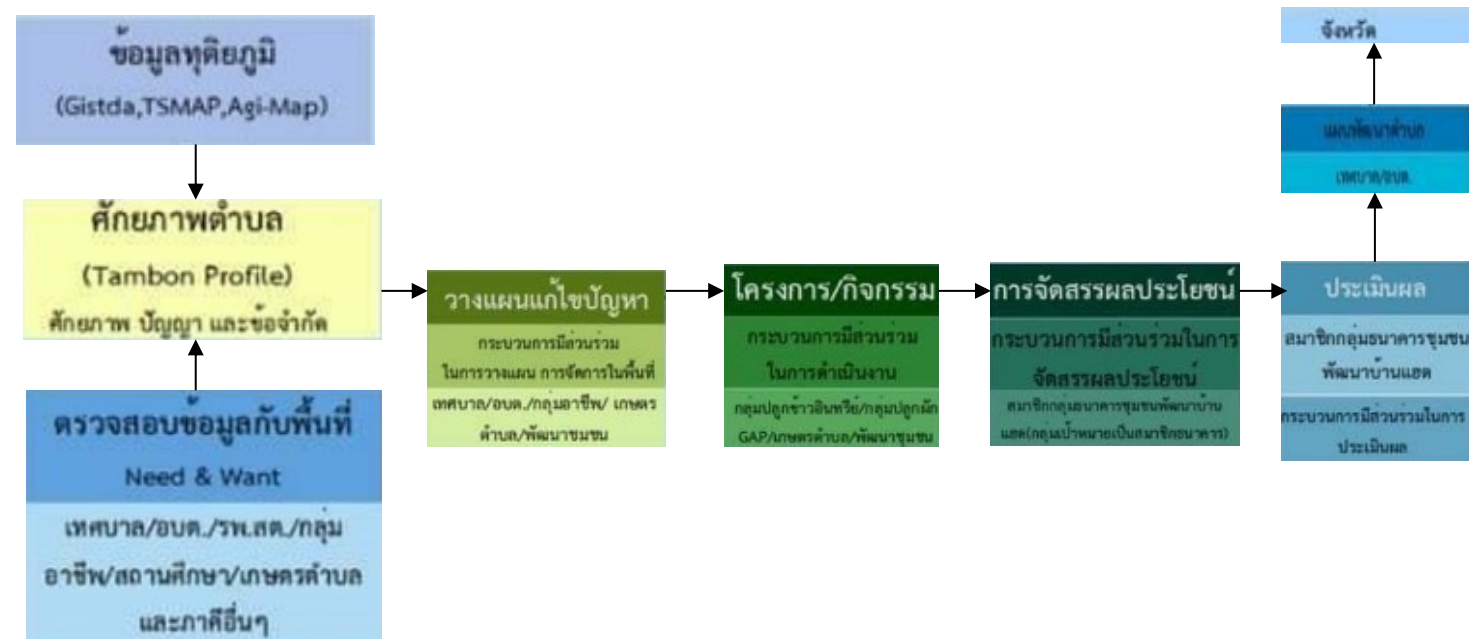 ข้อมูลทุติยภูมิ
(Gistda,TSMAP,Agi-Map)
ศักยภาพตำบล
(Tambon Profile)
ศักยภาพ ปัญญา และข้อจำกัด
ตรวจสอบข้อมูลกับพื้นที่
Need & Want
เทศบาล/อบต./รพ.สต./กลุ่ม
อาชีพ/สถานศึกษา/เกษตรตำบล
และภาคีอื่นๆ
วางแผนแก้ไขปัญหา
กระบวนการมีส่วนร่วม
ในการวางแผน การจัดการในพื้นที่
เทศบาล/อบต./กลุ่มอาชีพ/ เกษตร
ตำบล/พัฒนาชุมชน
โครงการ/กิจกรรม
กระบวนการมีส่วนร่วม
ในการดำเนินงาน
กลุ่มปลูกข้าวอินทรีย์/กลุ่มปลูกผัก
GAP/เกษตรตำบล/พัฒนาชุมชน
การจัดสรรผลประโยชน์
กระบวนการมีส่วนร่วมในการ
จัดสรรผลประโยชน์
สมาชิกกลุ่มธนาคารชุมชนพัฒนาบ้าน
แฮด(กลุ่มเป้าหมายเป็นสมาชิกธนาคาร)
ประเมินผล
สมาชิกกลุ่มธนาคารชุมชน
พัฒนาบ้านแฮด
กระบวนการมีส่วนร่วมในการ
ประเมินผล
แผนพัฒนาตำบล
เทศบาล/อบต.
จังหวัด